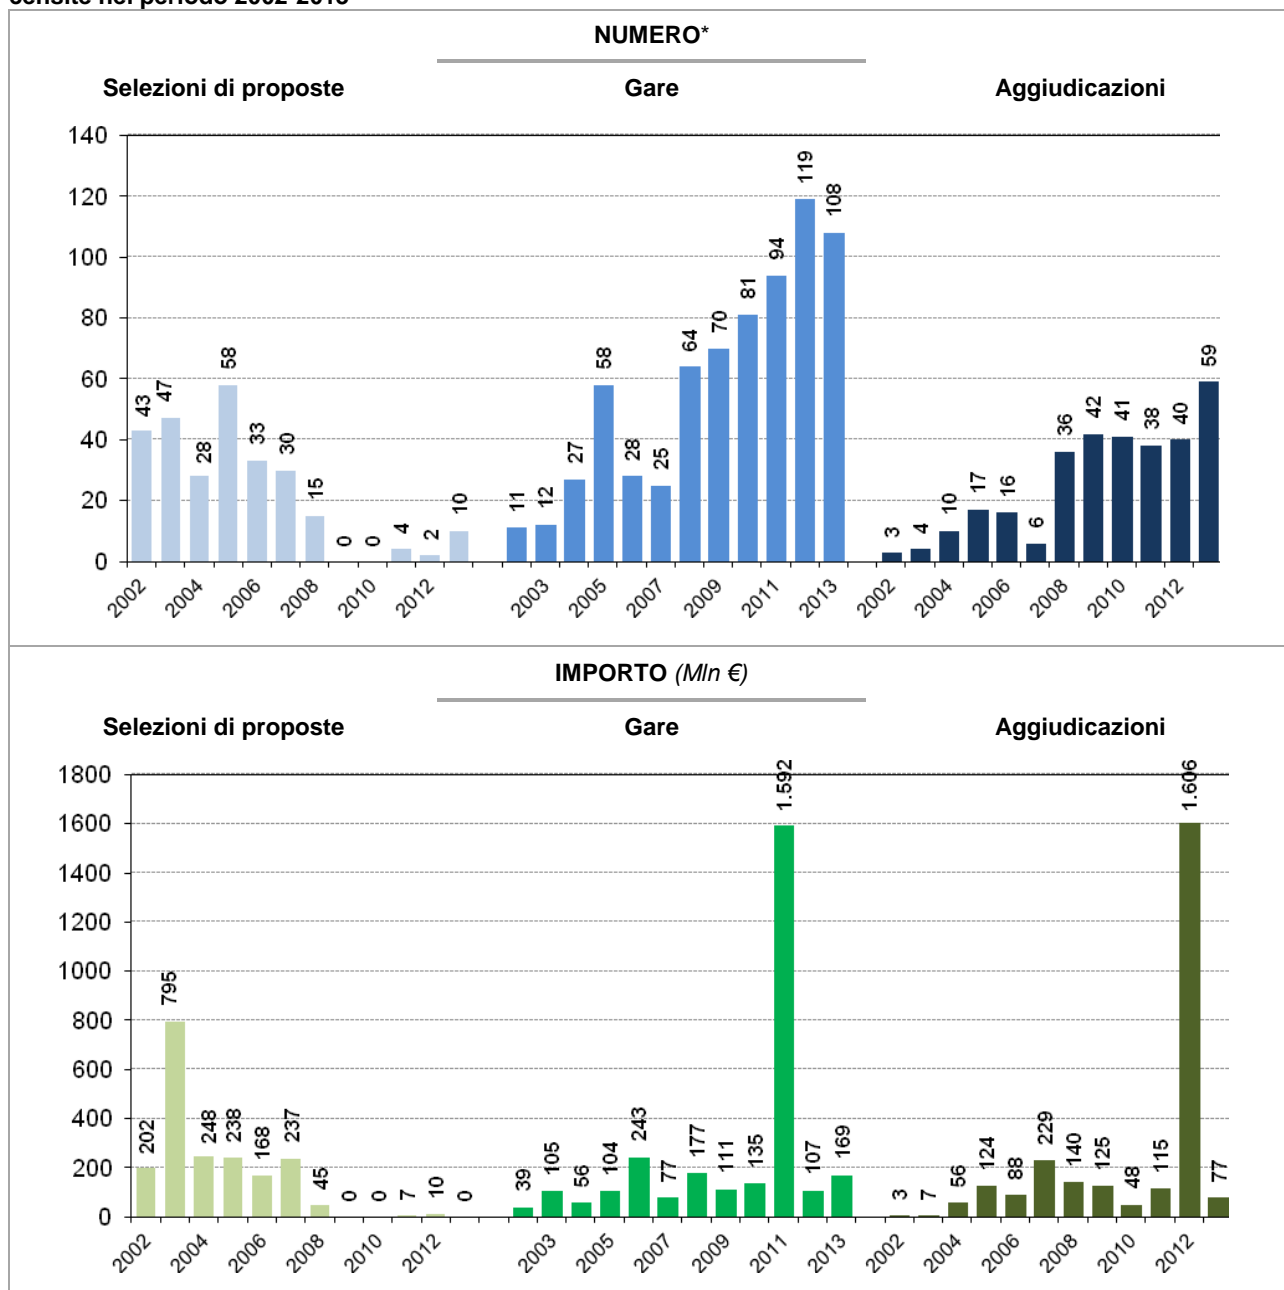 censite nel periodo 2002-2013
NUMERO*
Selezioni di proposte Gare Aggiudicazioni
140
120
100
80
60
40
20
0
43 47 28 58 33 30 15 0 0 4 2 10
11 12 27 58 28 25 64 70 81 94 119 108
3 4 10 17 16 6 36 42 41 38 40 59
2002 2004 2006 2008 2010 2012 2003 2005 2007 2009 2011 2013 2002 2004 2006 2008 2010 2012
IMPORTO (Mln €)
Selezioni di proposte Gare Aggiudicazioni
1800
1600
1400
1200
1000
800
600
400
200
0
202 795 248 238 168 237 45 0 0 7 10 0
39 105 56 104 243 77 177 111 135 1.592 107 169
3 7 56 124 88 229 140 125 48 115 1.606 77
2002 2004 2006 2008 2010 2012 2003 2005 2007 2009 2011 2013 2002 2004 2006 2008 2010 2012